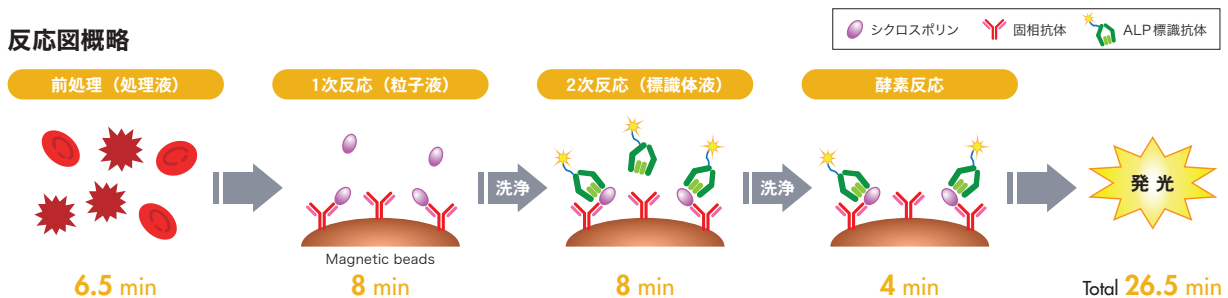 反応図概略
シクロスポリン
固相抗体
ALP標識抗体
前処理（処理液）
1次反応（粒子液）
2次反応（標識体液）
酵素反応
洗浄
洗浄
発光
Magnetic beads
6.5 min
8 min
8 min
4 min
Total 26.5 min